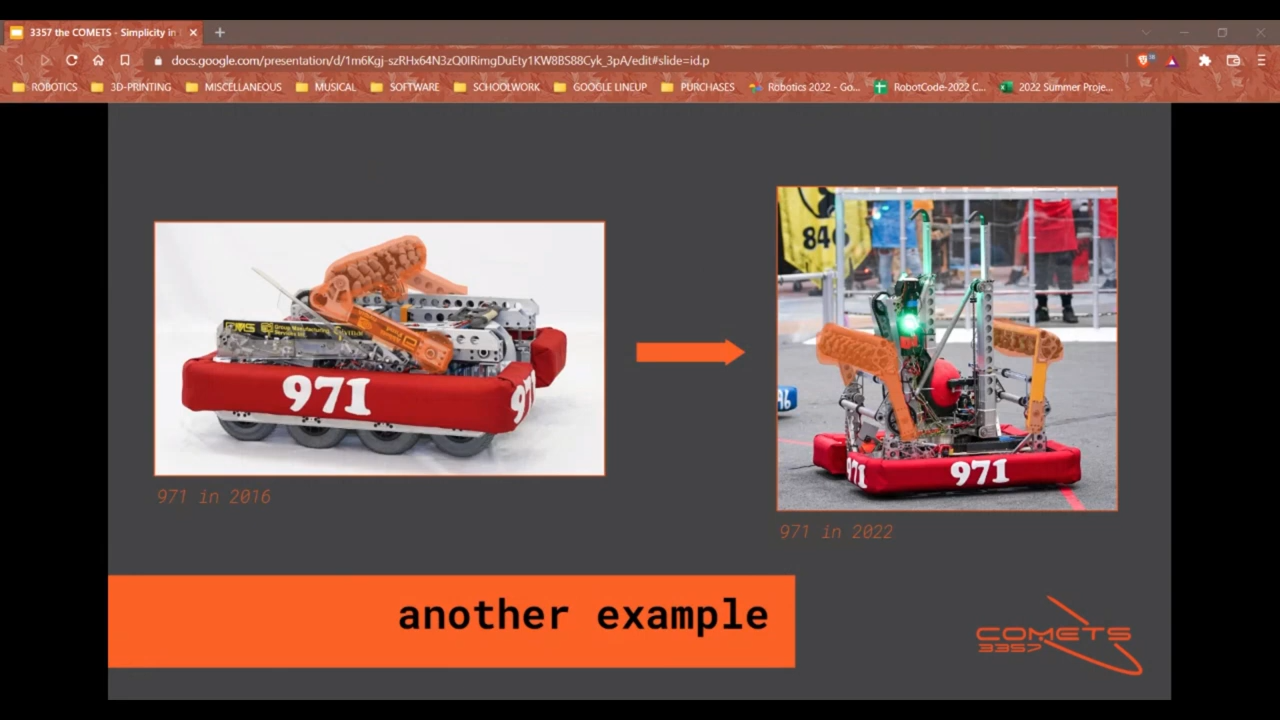 3357 the COMETS - Simplicity in
docs.google.com/presentation/d/1m6Kgj-szRHx64N3zQ0lRimgDuEty1KW8BS88Cyk_3pA/edit#slide=id.p
ROBOTICS 3D-PRINTING MISCELLANEOUS MUSICAL SOFTWARE SCHOOLWORK GOOGLE LINEUP PURCHASES Robotics 2022 - Go... RobotCode-2022 C... 2022 Summer Proje...
846
971
971
971
971
971 in 2016
971 in 2022
another example
COMETS
3357